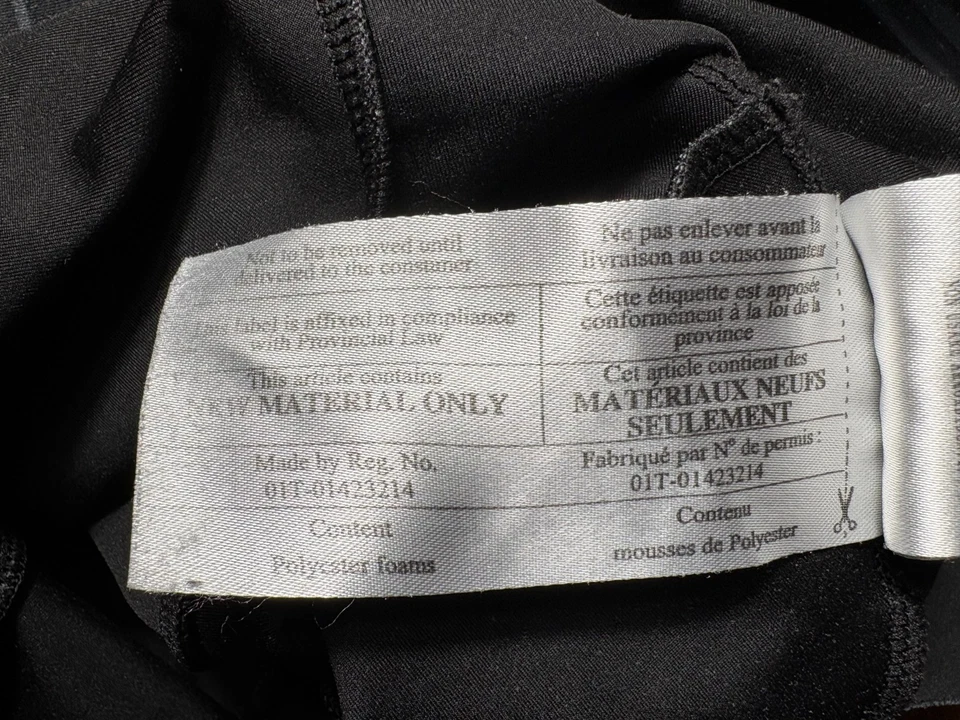 Not to be removed until
delivered to the consumer
Ne pas enlever avant la
livraison au consommateur
This label is affixed in compliance
with Provincial Law
Cette étiquette est apposée
conformément à la loi de la
province
This article contains
NEW MATERIAL ONLY
Cet article contient des
MATÉRIAUX NEUFS
SEULEMENT
Made by Reg. No.
01T-01423214
Fabriqué par N° de permis :
01T-01423214
Content
Polyester foams
Contenu
mousses de Polyester